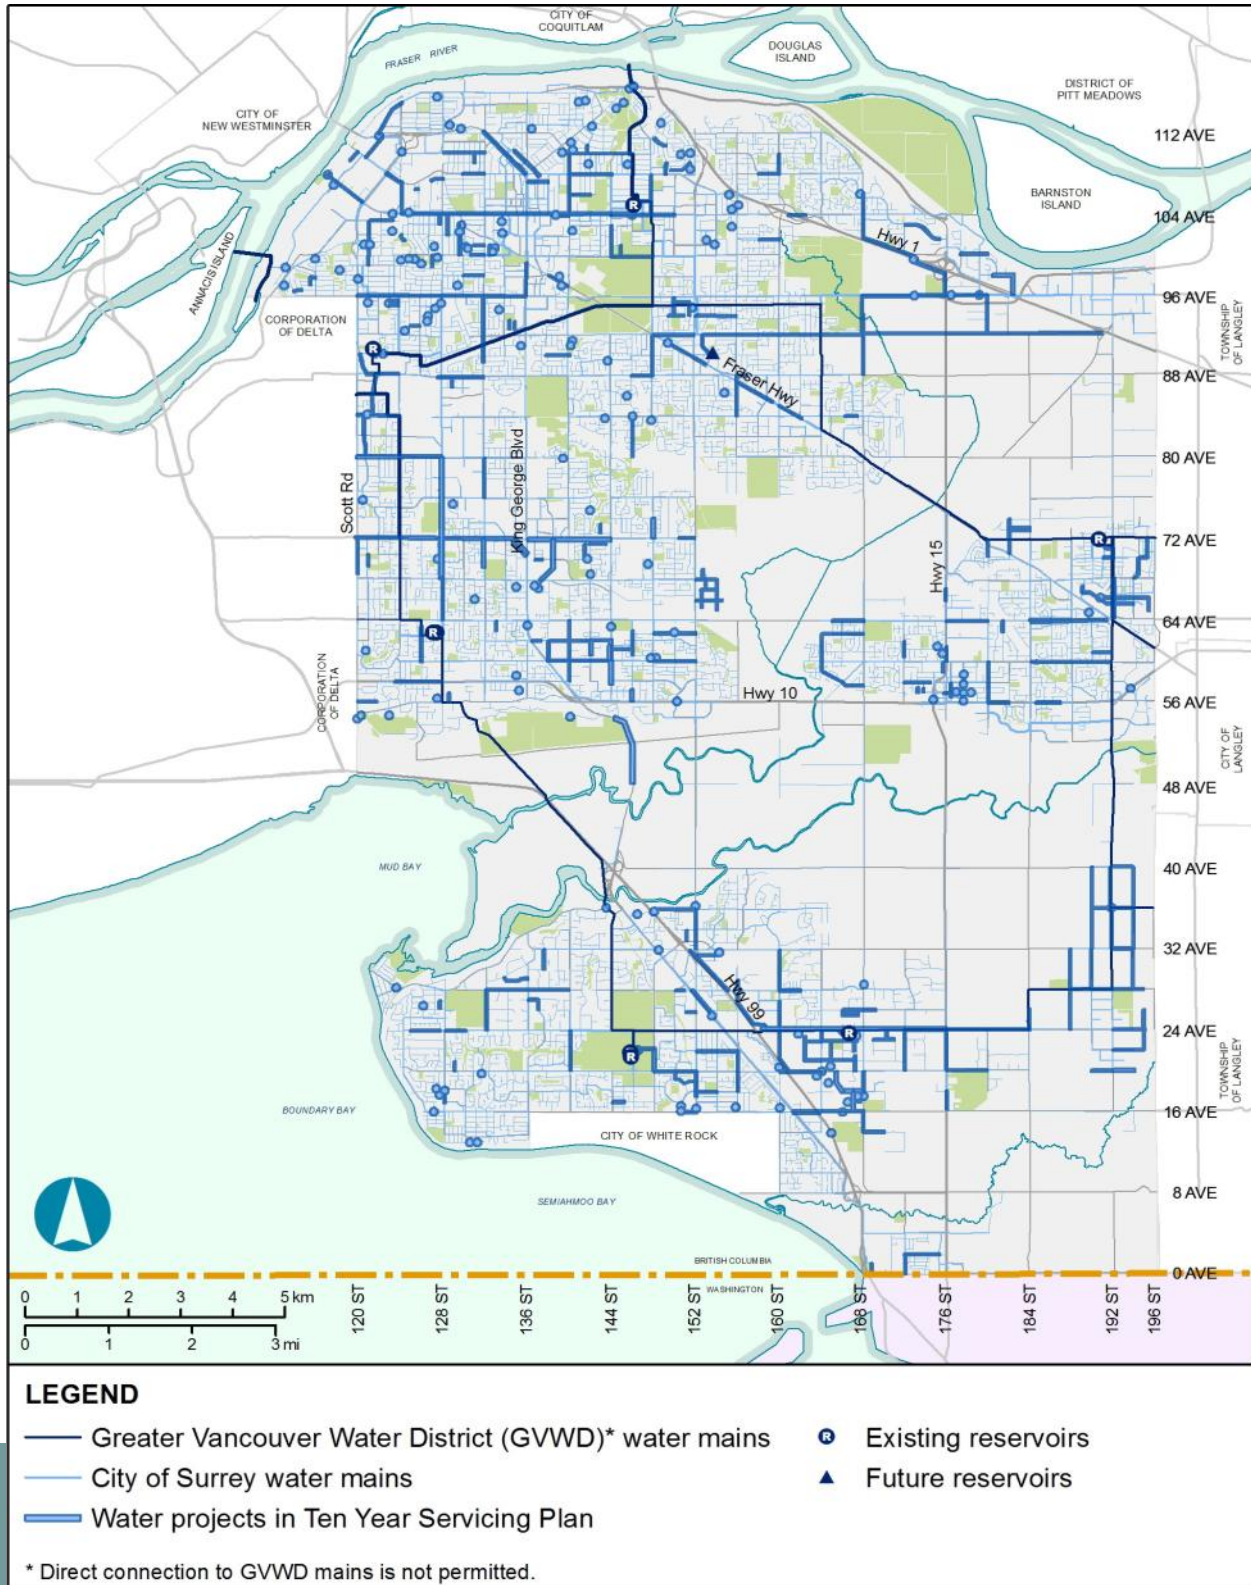 CITY OF
COQUITLAM
DOUGLAS
ISLAND
FRASER RIVER
DISTRICT OF
PITT MEADOWS
CITY OF
NEW WESTMINSTER
112 AVE
BARNSTON
ISLAND
104 AVE
Hwy 1
ANNACIS ISLAND
96 AVE
CORPORATION
OF DELTA
TOWNSHIP
OF LANGLEY
R
R
88 AVE
Fraser Hwy
King George Blvd
80 AVE
Scott Rd
72 AVE
R
Hwy 15
64 AVE
R
CORPORATION
OF DELTA
Hwy 10
56 AVE
CITY OF
LANGLEY
48 AVE
MUD BAY
40 AVE
32 AVE
Hwy 99
24 AVE
R
R
TOWNSHIP
OF LANGLEY
BOUNDARY BAY
16 AVE
CITY OF WHITE ROCK
8 AVE
SEMIAHMOO BAY
BRITISH COLUMBIA
WASHINGTON
0 AVE
0 1 2 3 4 5 km
0 1 2 3 mi
120 ST
128 ST
136 ST
144 ST
152 ST
160 ST
168 ST
176 ST
184 ST
192 ST
196 ST
LEGEND
Greater Vancouver Water District (GVWD)* water mains
R Existing reservoirs
City of Surrey water mains
Future reservoirs
Water projects in Ten Year Servicing Plan
* Direct connection to GVWD mains is not permitted.